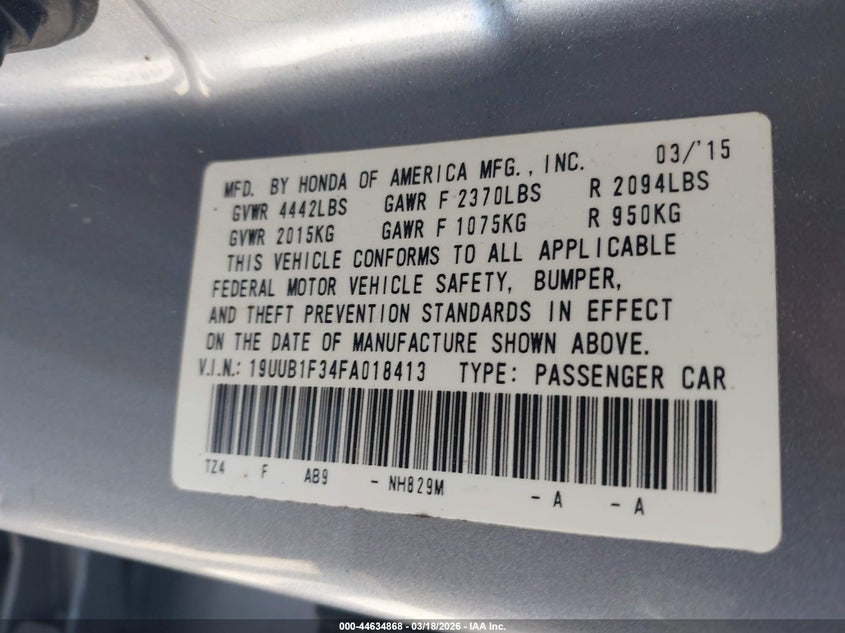 MFD. BY HONDA OF AMERICA MFG., INC. 03/'15
GVWR 4442LBS GAWR F 2370LBS R 2094LBS
GVWR 2015KG GAWR F 1075KG R 950KG
THIS VEHICLE CONFORMS TO ALL APPLICABLE
FEDERAL MOTOR VEHICLE SAFETY, BUMPER,
AND THEFT PREVENTION STANDARDS IN EFFECT
ON THE DATE OF MANUFACTURE SHOWN ABOVE.
V.I.N.: 19UUB1F34FA018413 TYPE: PASSENGER CAR
TZ4 F AB9 - NH829M - A - A
000-44634868 - 03/18/2026 - IAA Inc.